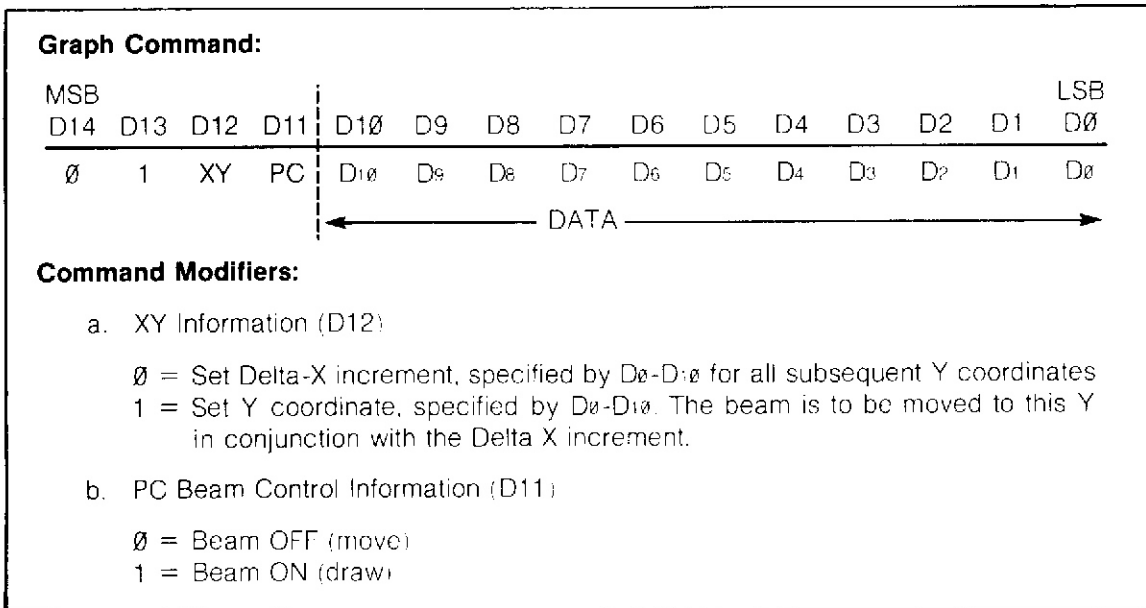 Graph Command:
MSB LSB
D14 D13 D12 D11 D1Ø D9 D8 D7 D6 D5 D4 D3 D2 D1 DØ
Ø 1 XY PC D1Ø D9 D8 D7 D6 D5 D4 D3 D2 D1 DØ
DATA
Command Modifiers:
a. XY Information (D12)
Ø = Set Delta-X increment, specified by DØ-D1Ø for all subsequent Y coordinates
1 = Set Y coordinate, specified by DØ-D1Ø. The beam is to be moved to this Y
in conjunction with the Delta X increment.
b. PC Beam Control Information (D11)
Ø = Beam OFF (move)
1 = Beam ON (draw)